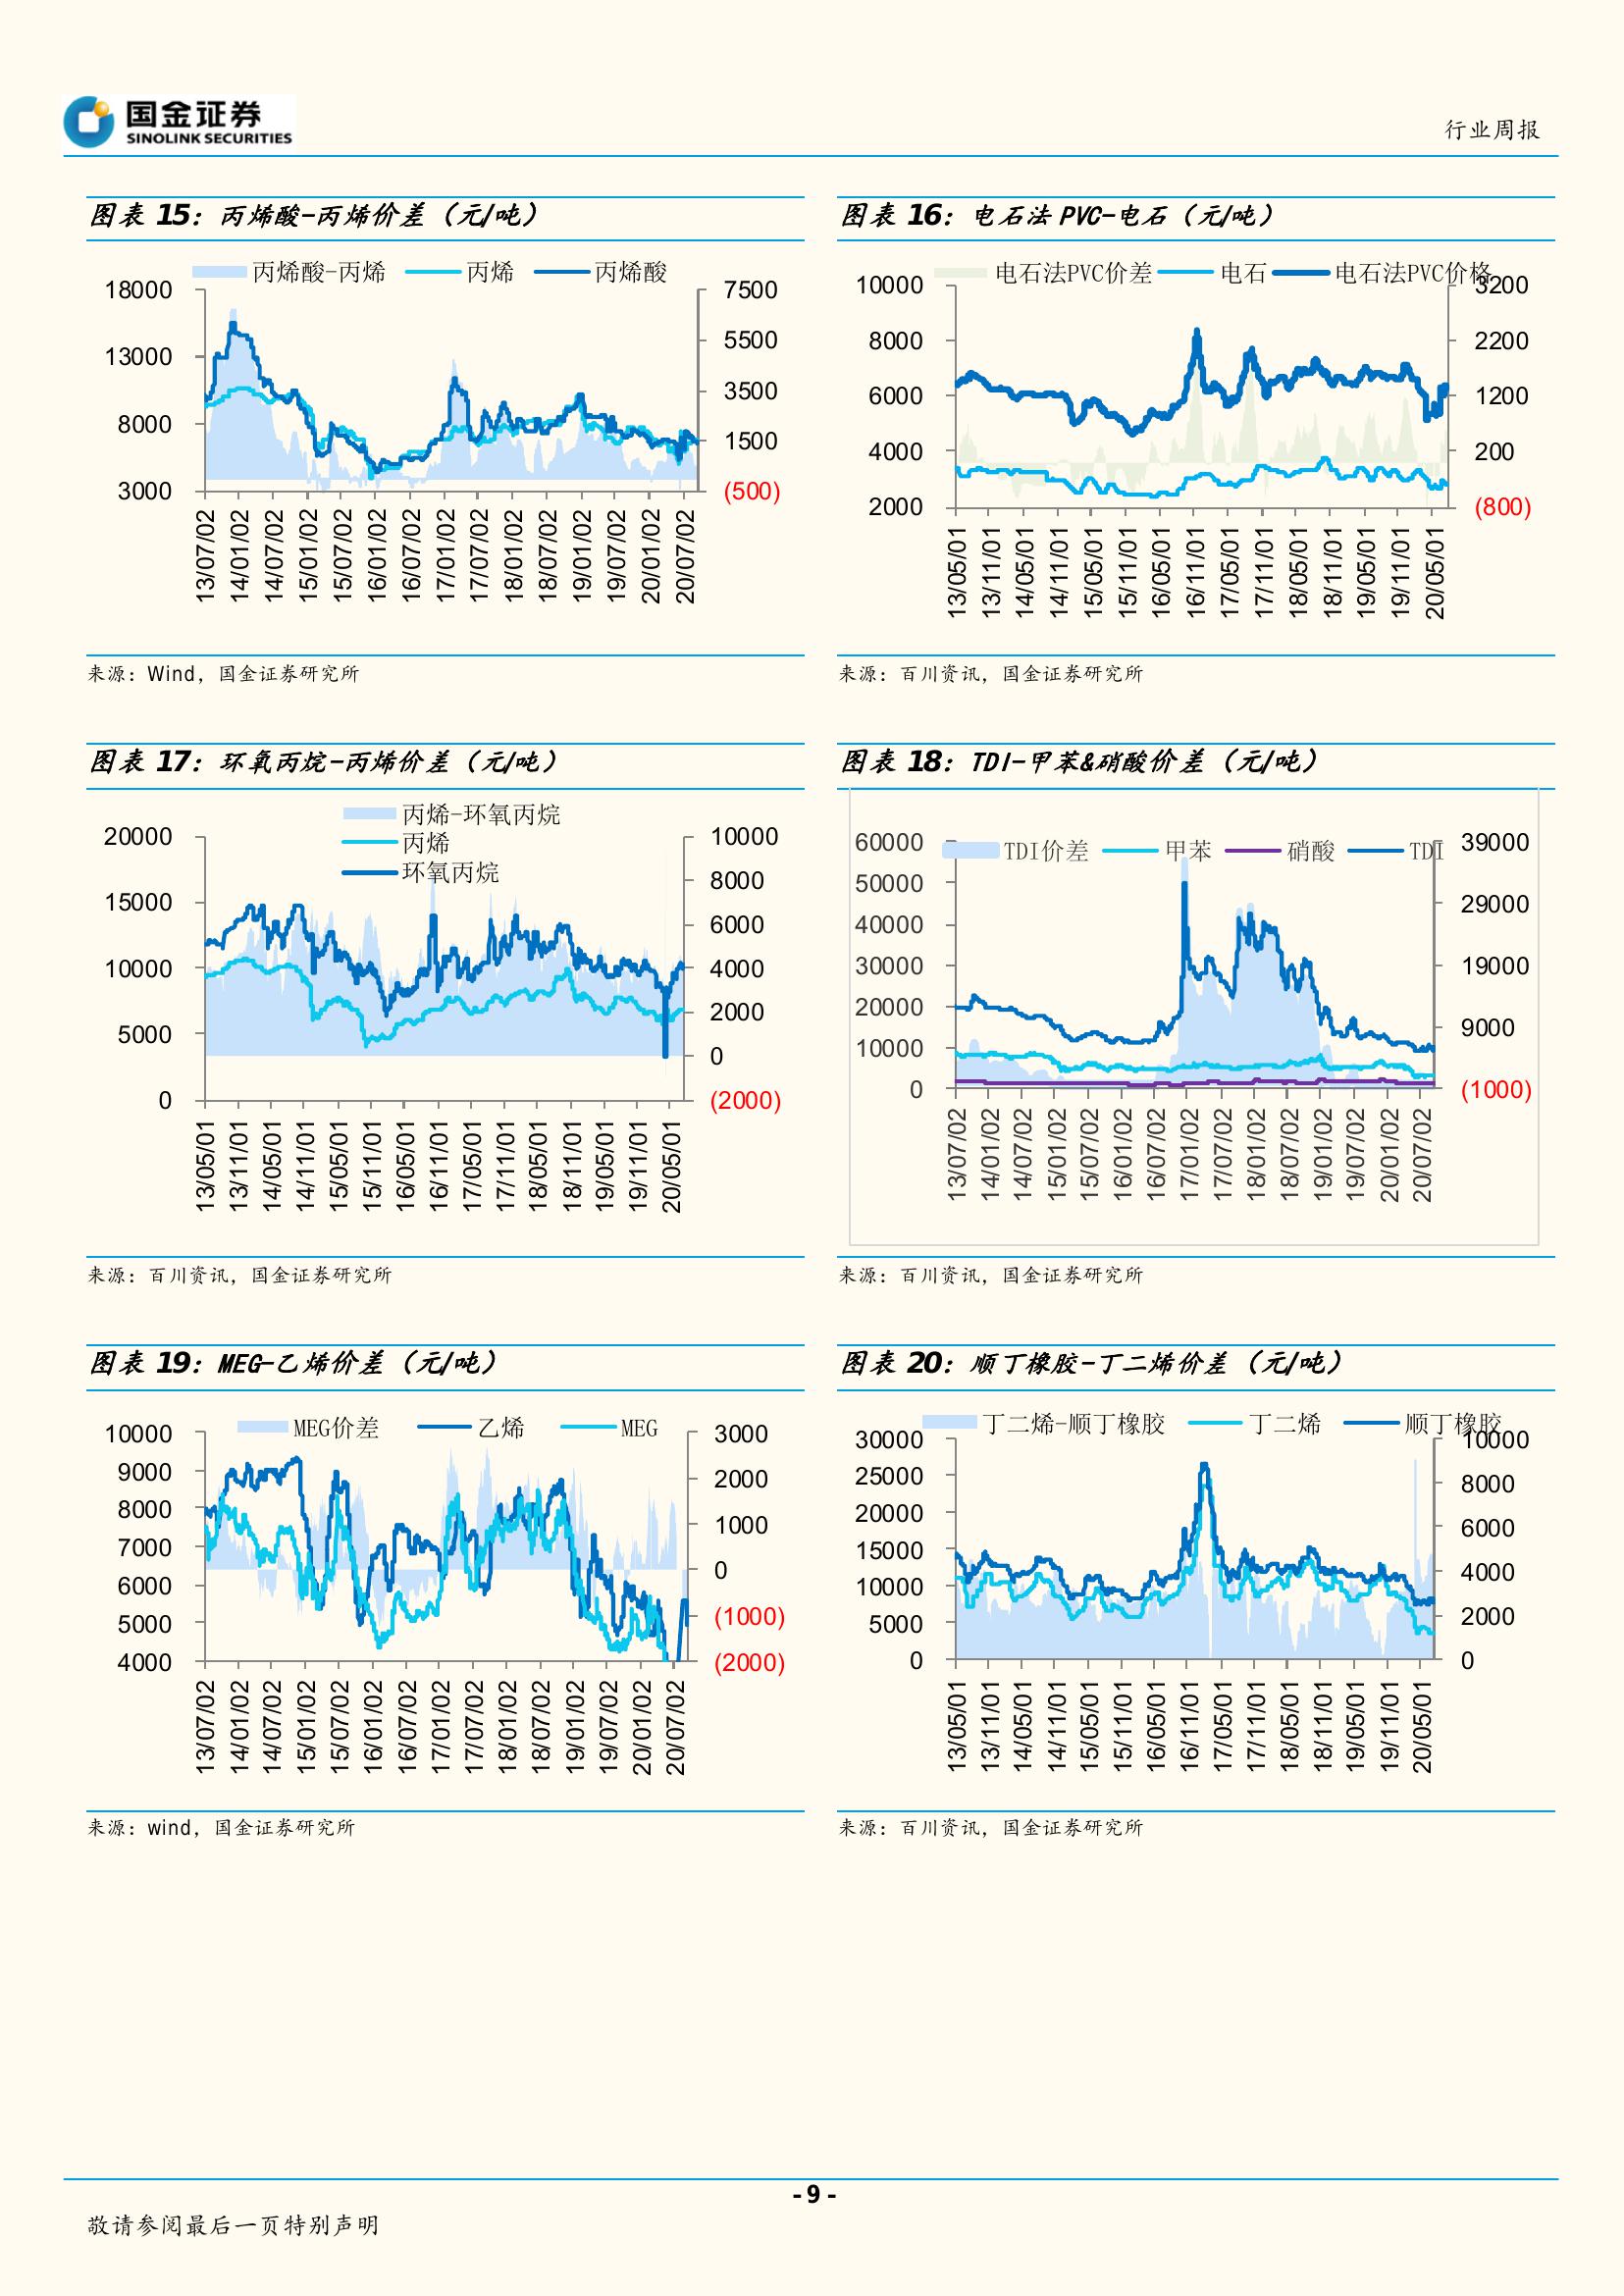 国金证券
SINOLINK SECURITIES
行业周报
图表 15：丙烯酸-丙烯价差（元/吨）
丙烯酸-丙烯 丙烯 丙烯酸
18000
13000
8000
3000
7500
5500
3500
1500
(500)
13/07/02 14/01/02 14/07/02 15/01/02 15/07/02 16/01/02 16/07/02 17/01/02 17/07/02 18/01/02 18/07/02 19/01/02 19/07/02 20/01/02 20/07/02
来源：Wind，国金证券研究所
图表 16：电石法 PVC-电石（元/吨）
电石法PVC价差 电石 电石法PVC价格
10000
8000
6000
4000
2000
3200
2200
1200
200
(800)
13/05/01 13/11/01 14/05/01 14/11/01 15/05/01 15/11/01 16/05/01 16/11/01 17/05/01 17/11/01 18/05/01 18/11/01 19/05/01 19/11/01 20/05/01
来源：百川资讯，国金证券研究所
图表 17：环氧丙烷-丙烯价差（元/吨）
丙烯-环氧丙烷
丙烯
环氧丙烷
20000
15000
10000
5000
0
10000
8000
6000
4000
2000
0
(2000)
13/05/01 13/11/01 14/05/01 14/11/01 15/05/01 15/11/01 16/05/01 16/11/01 17/05/01 17/11/01 18/05/01 18/11/01 19/05/01 19/11/01 20/05/01
来源：百川资讯，国金证券研究所
图表 18：TDI-甲苯&硝酸价差（元/吨）
TDI价差 甲苯 硝酸 TDI
60000
50000
40000
30000
20000
10000
0
39000
29000
19000
9000
(1000)
13/07/02 14/01/02 14/07/02 15/01/02 15/07/02 16/01/02 16/07/02 17/01/02 17/07/02 18/01/02 18/07/02 19/01/02 19/07/02 20/01/02 20/07/02
来源：百川资讯，国金证券研究所
图表 19：MEG-乙烯价差（元/吨）
MEG价差 乙烯 MEG
10000
9000
8000
7000
6000
5000
4000
3000
2000
1000
0
(1000)
(2000)
13/07/02 14/01/02 14/07/02 15/01/02 15/07/02 16/01/02 16/07/02 17/01/02 17/07/02 18/01/02 18/07/02 19/01/02 19/07/02 20/01/02 20/07/02
来源：wind，国金证券研究所
图表 20：顺丁橡胶-丁二烯价差（元/吨）
丁二烯-顺丁橡胶 丁二烯 顺丁橡胶
30000
25000
20000
15000
10000
5000
0
10000
8000
6000
4000
2000
0
13/05/01 13/11/01 14/05/01 14/11/01 15/05/01 15/11/01 16/05/01 16/11/01 17/05/01 17/11/01 18/05/01 18/11/01 19/05/01 19/11/01 20/05/01
来源：百川资讯，国金证券研究所
- 9 -
敬请参阅最后一页特别声明